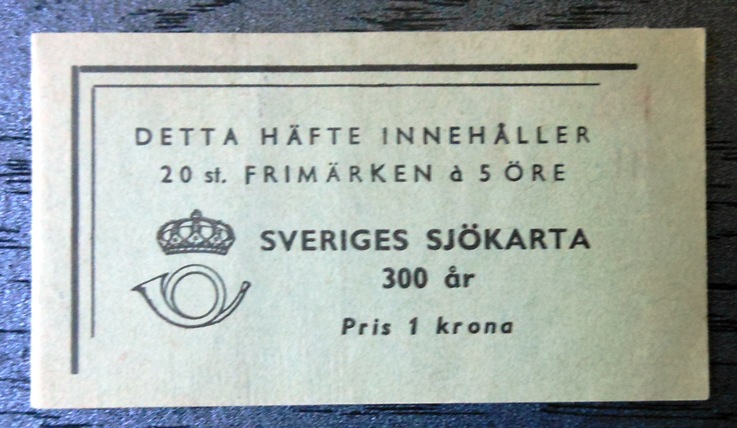 DETTA HÄFTE INNEHÅLLER
20 st. FRIMÄRKEN à 5 ÖRE
SVERIGES SJÖKARTA
300 år
Pris 1 krona